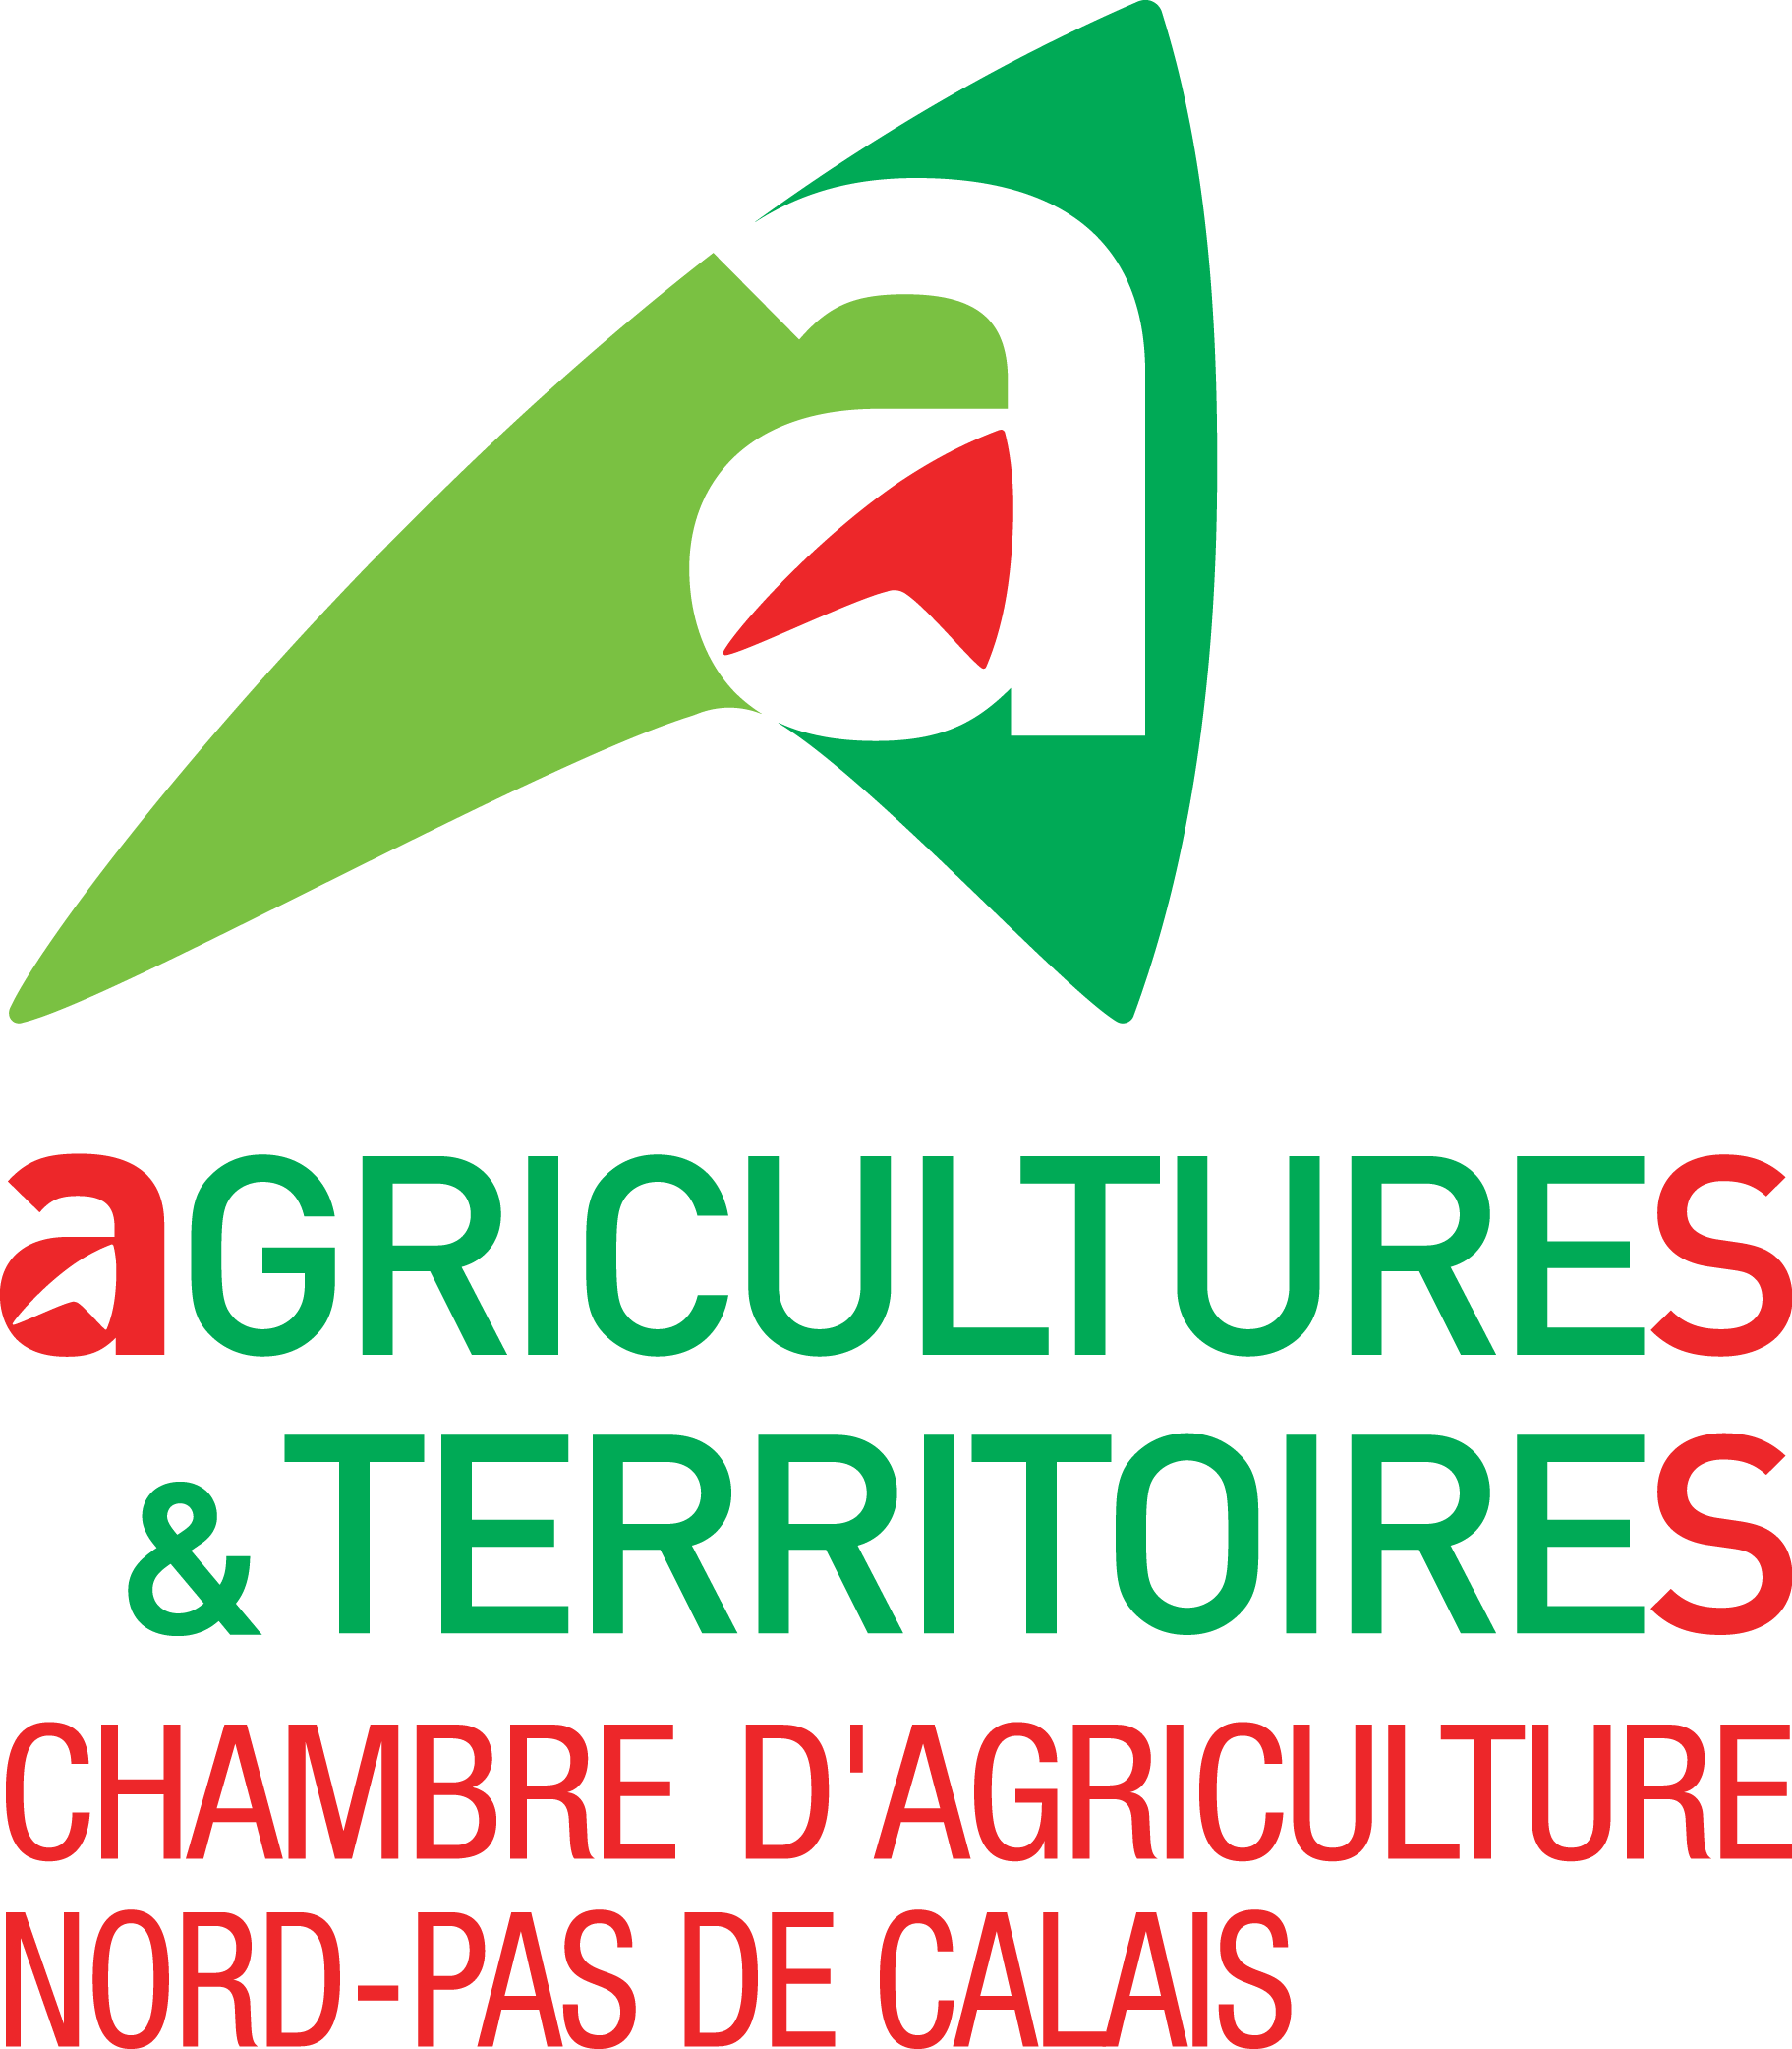 aGRICULTURES
& TERRITOIRES
CHAMBRE D'AGRICULTURE
NORD-PAS DE CALAIS